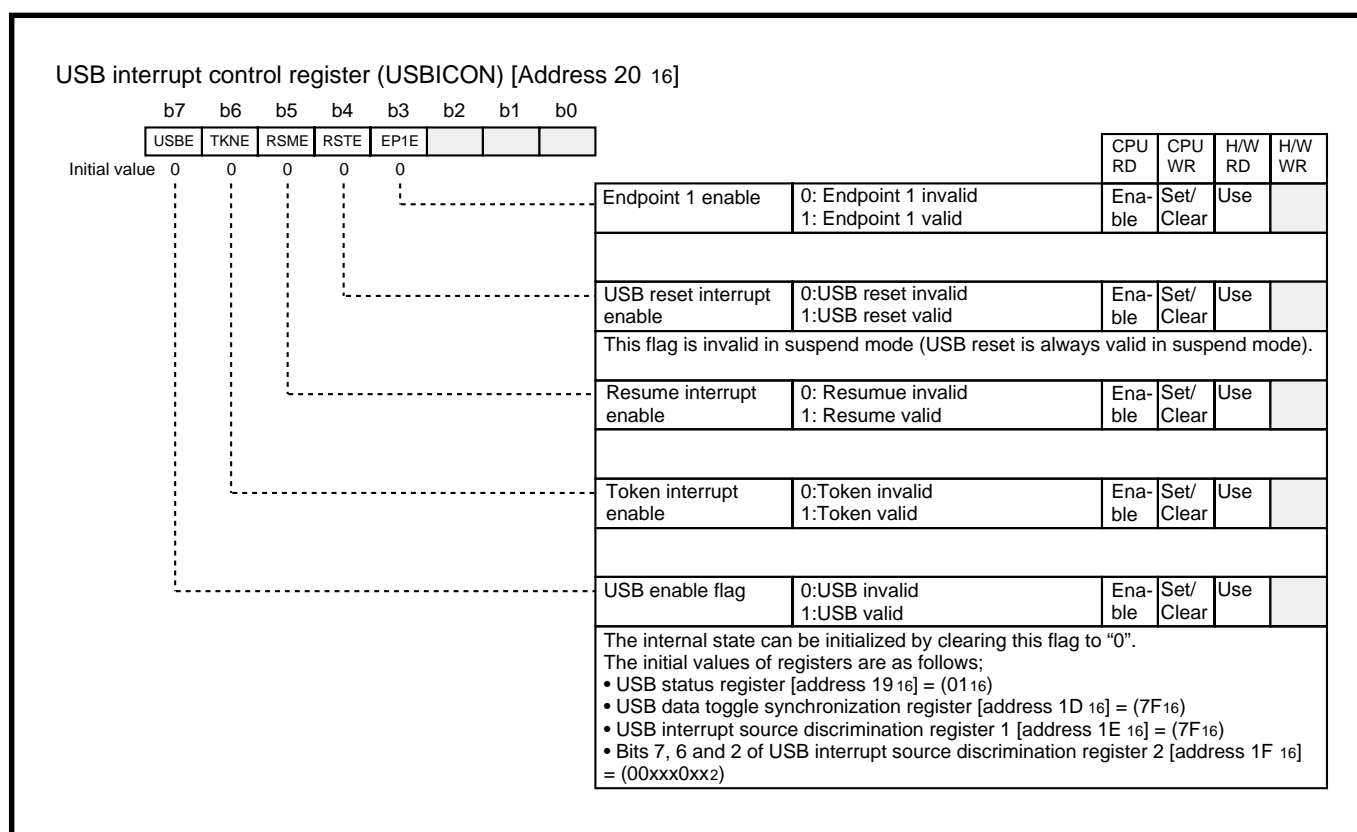 USB interrupt control register (USBICON) [Address 20 16]
b7 b6 b5 b4 b3 b2 b1 b0
USBE TKNE RSME RSTE EP1E
Initial value 0 0 0 0 0
CPU RD CPU WR H/W RD H/W WR
Endpoint 1 enable 0: Endpoint 1 invalid Ena- Set/ Use
1: Endpoint 1 valid ble Clear
USB reset interrupt 0:USB reset invalid Ena- Set/ Use
enable 1:USB reset valid ble Clear
This flag is invalid in suspend mode (USB reset is always valid in suspend mode).
Resume interrupt 0: Resumue invalid Ena- Set/ Use
enable 1: Resume valid ble Clear
Token interrupt 0:Token invalid Ena- Set/ Use
enable 1:Token valid ble Clear
USB enable flag 0:USB invalid Ena- Set/ Use
1:USB valid ble Clear
The internal state can be initialized by clearing this flag to “0”.
The initial values of registers are as follows;
• USB status register [address 19 16] = (0116)
• USB data toggle synchronization register [address 1D 16] = (7F16)
• USB interrupt source discrimination register 1 [address 1E 16] = (7F16)
• Bits 7, 6 and 2 of USB interrupt source discrimination register 2 [address 1F 16]
= (00xxx0xx2)